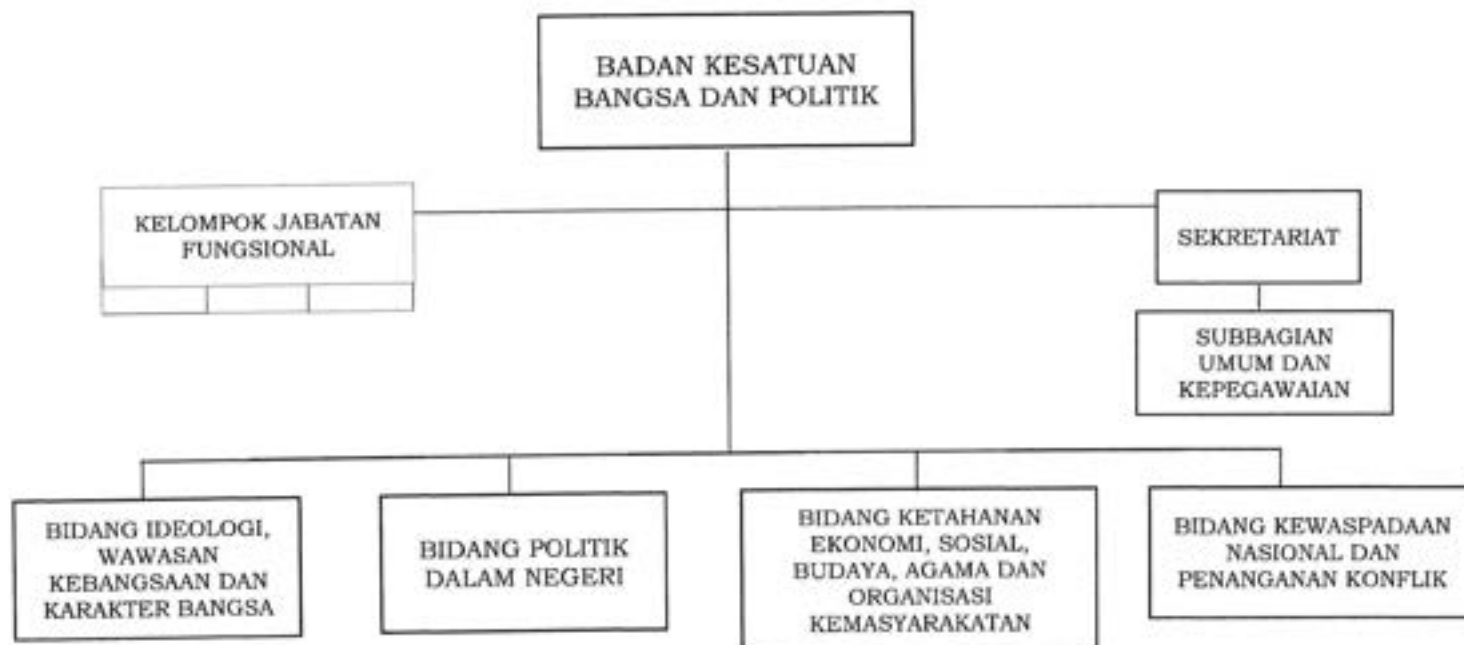 BADAN KESATUAN
BANGSA DAN POLITIK
KELOMPOK JABATAN
FUNGSIONAL
SEKRETARIAT
SUBBAGIAN
UMUM DAN
KEPEGAWAIAN
BIDANG IDEOLOGI,
WAWASAN
KEBANGSAAN DAN
KARAKTER BANGSA
BIDANG POLITIK
DALAM NEGERI
BIDANG KETAHANAN
EKONOMI, SOSIAL,
BUDAYA, AGAMA DAN
ORGANISASI
KEMASYARAKATAN
BIDANG KEWASPADAAN
NASIONAL DAN
PENANGANAN KONFLIK